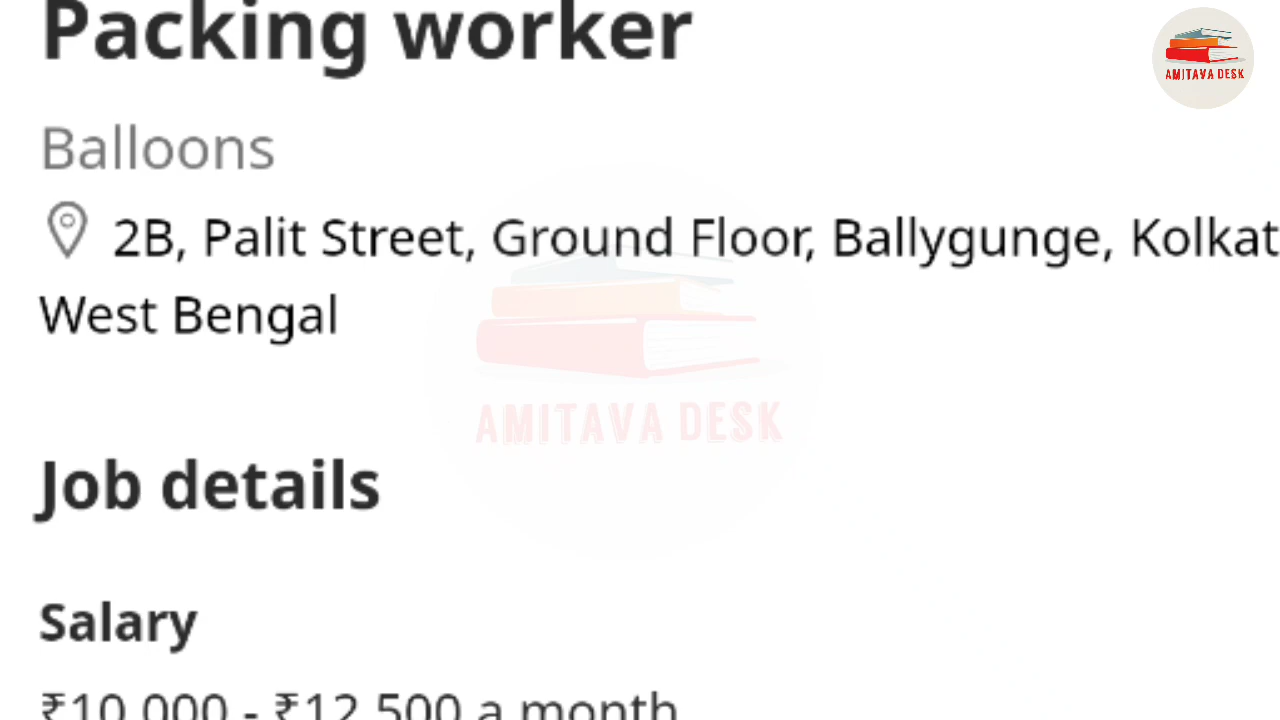 Packing worker
AMITAVA DESK
Balloons
2B, Palit Street, Ground Floor, Ballygunge, Kolkat
West Bengal
AMITAVA DESK
Job details
Salary
₹10,000 - ₹12,500 a month